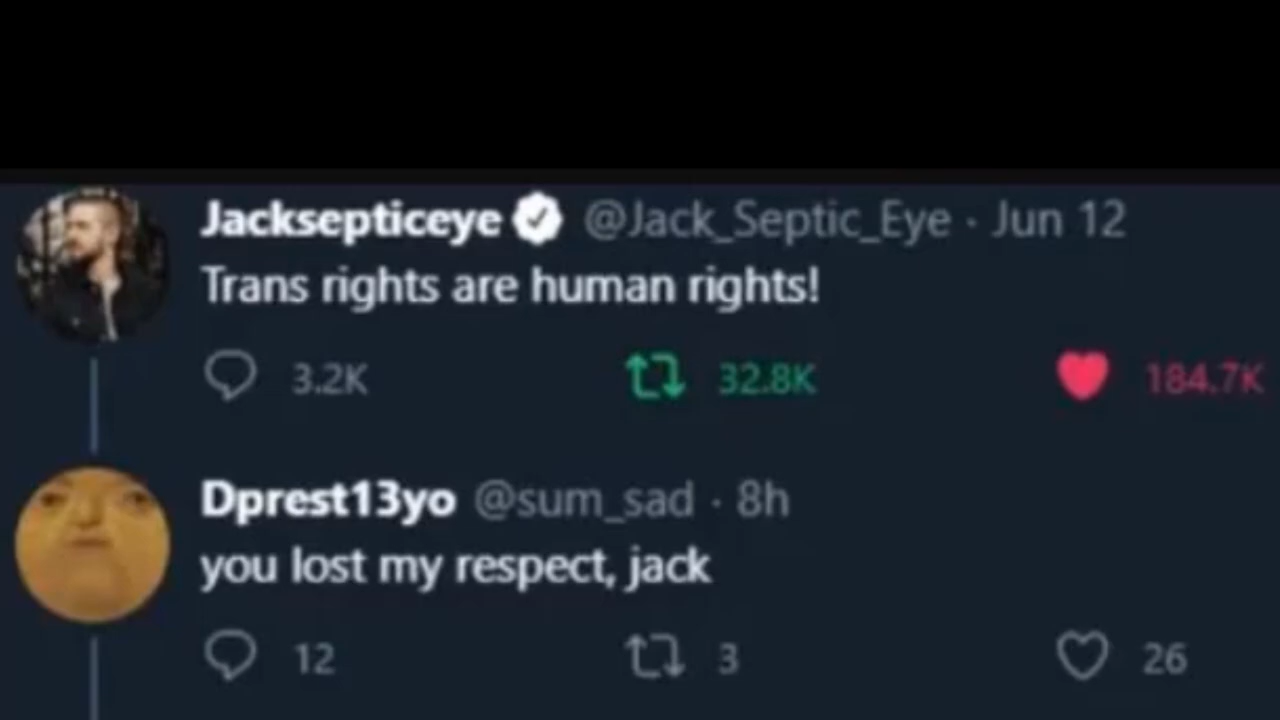 Jacksepticeye @Jack_Septic_Eye · Jun 12
Trans rights are human rights!
3.2K 32.8K 184.7K
Dprest13yo @sum_sad · 8h
you lost my respect, jack
12 3 26